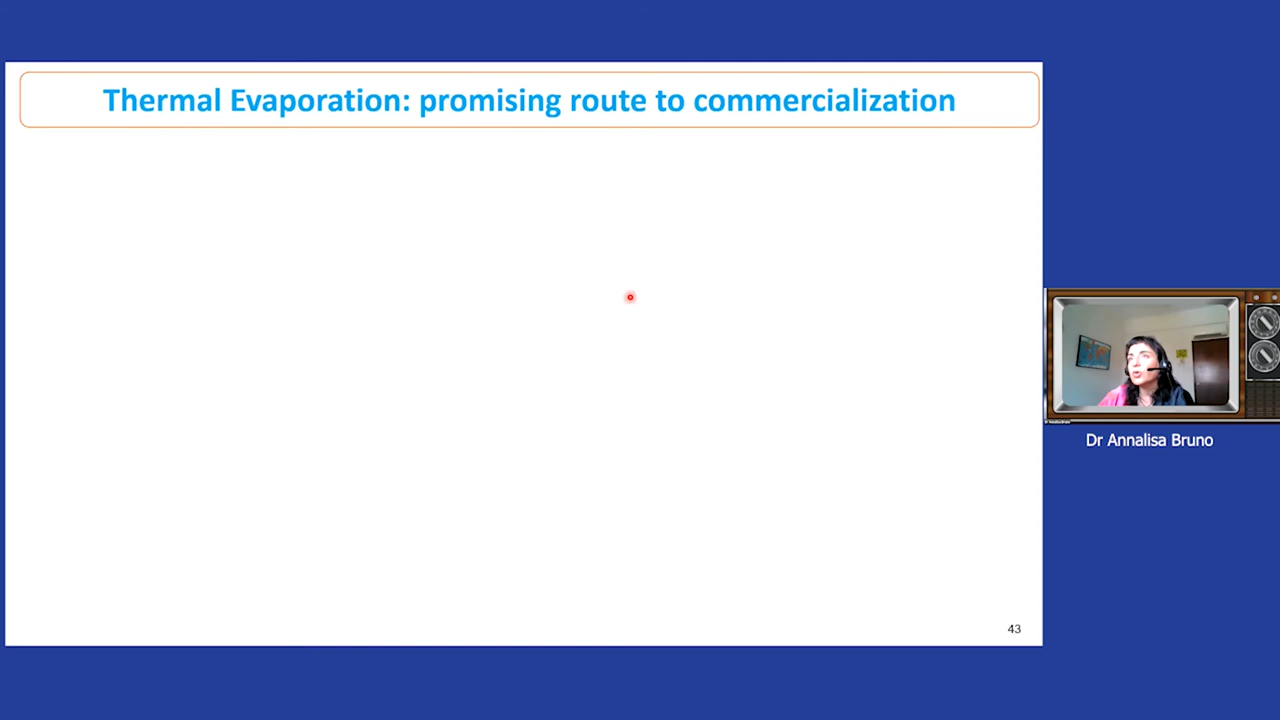 Thermal Evaporation: promising route to commercialization
Dr Annalisa Bruno
43